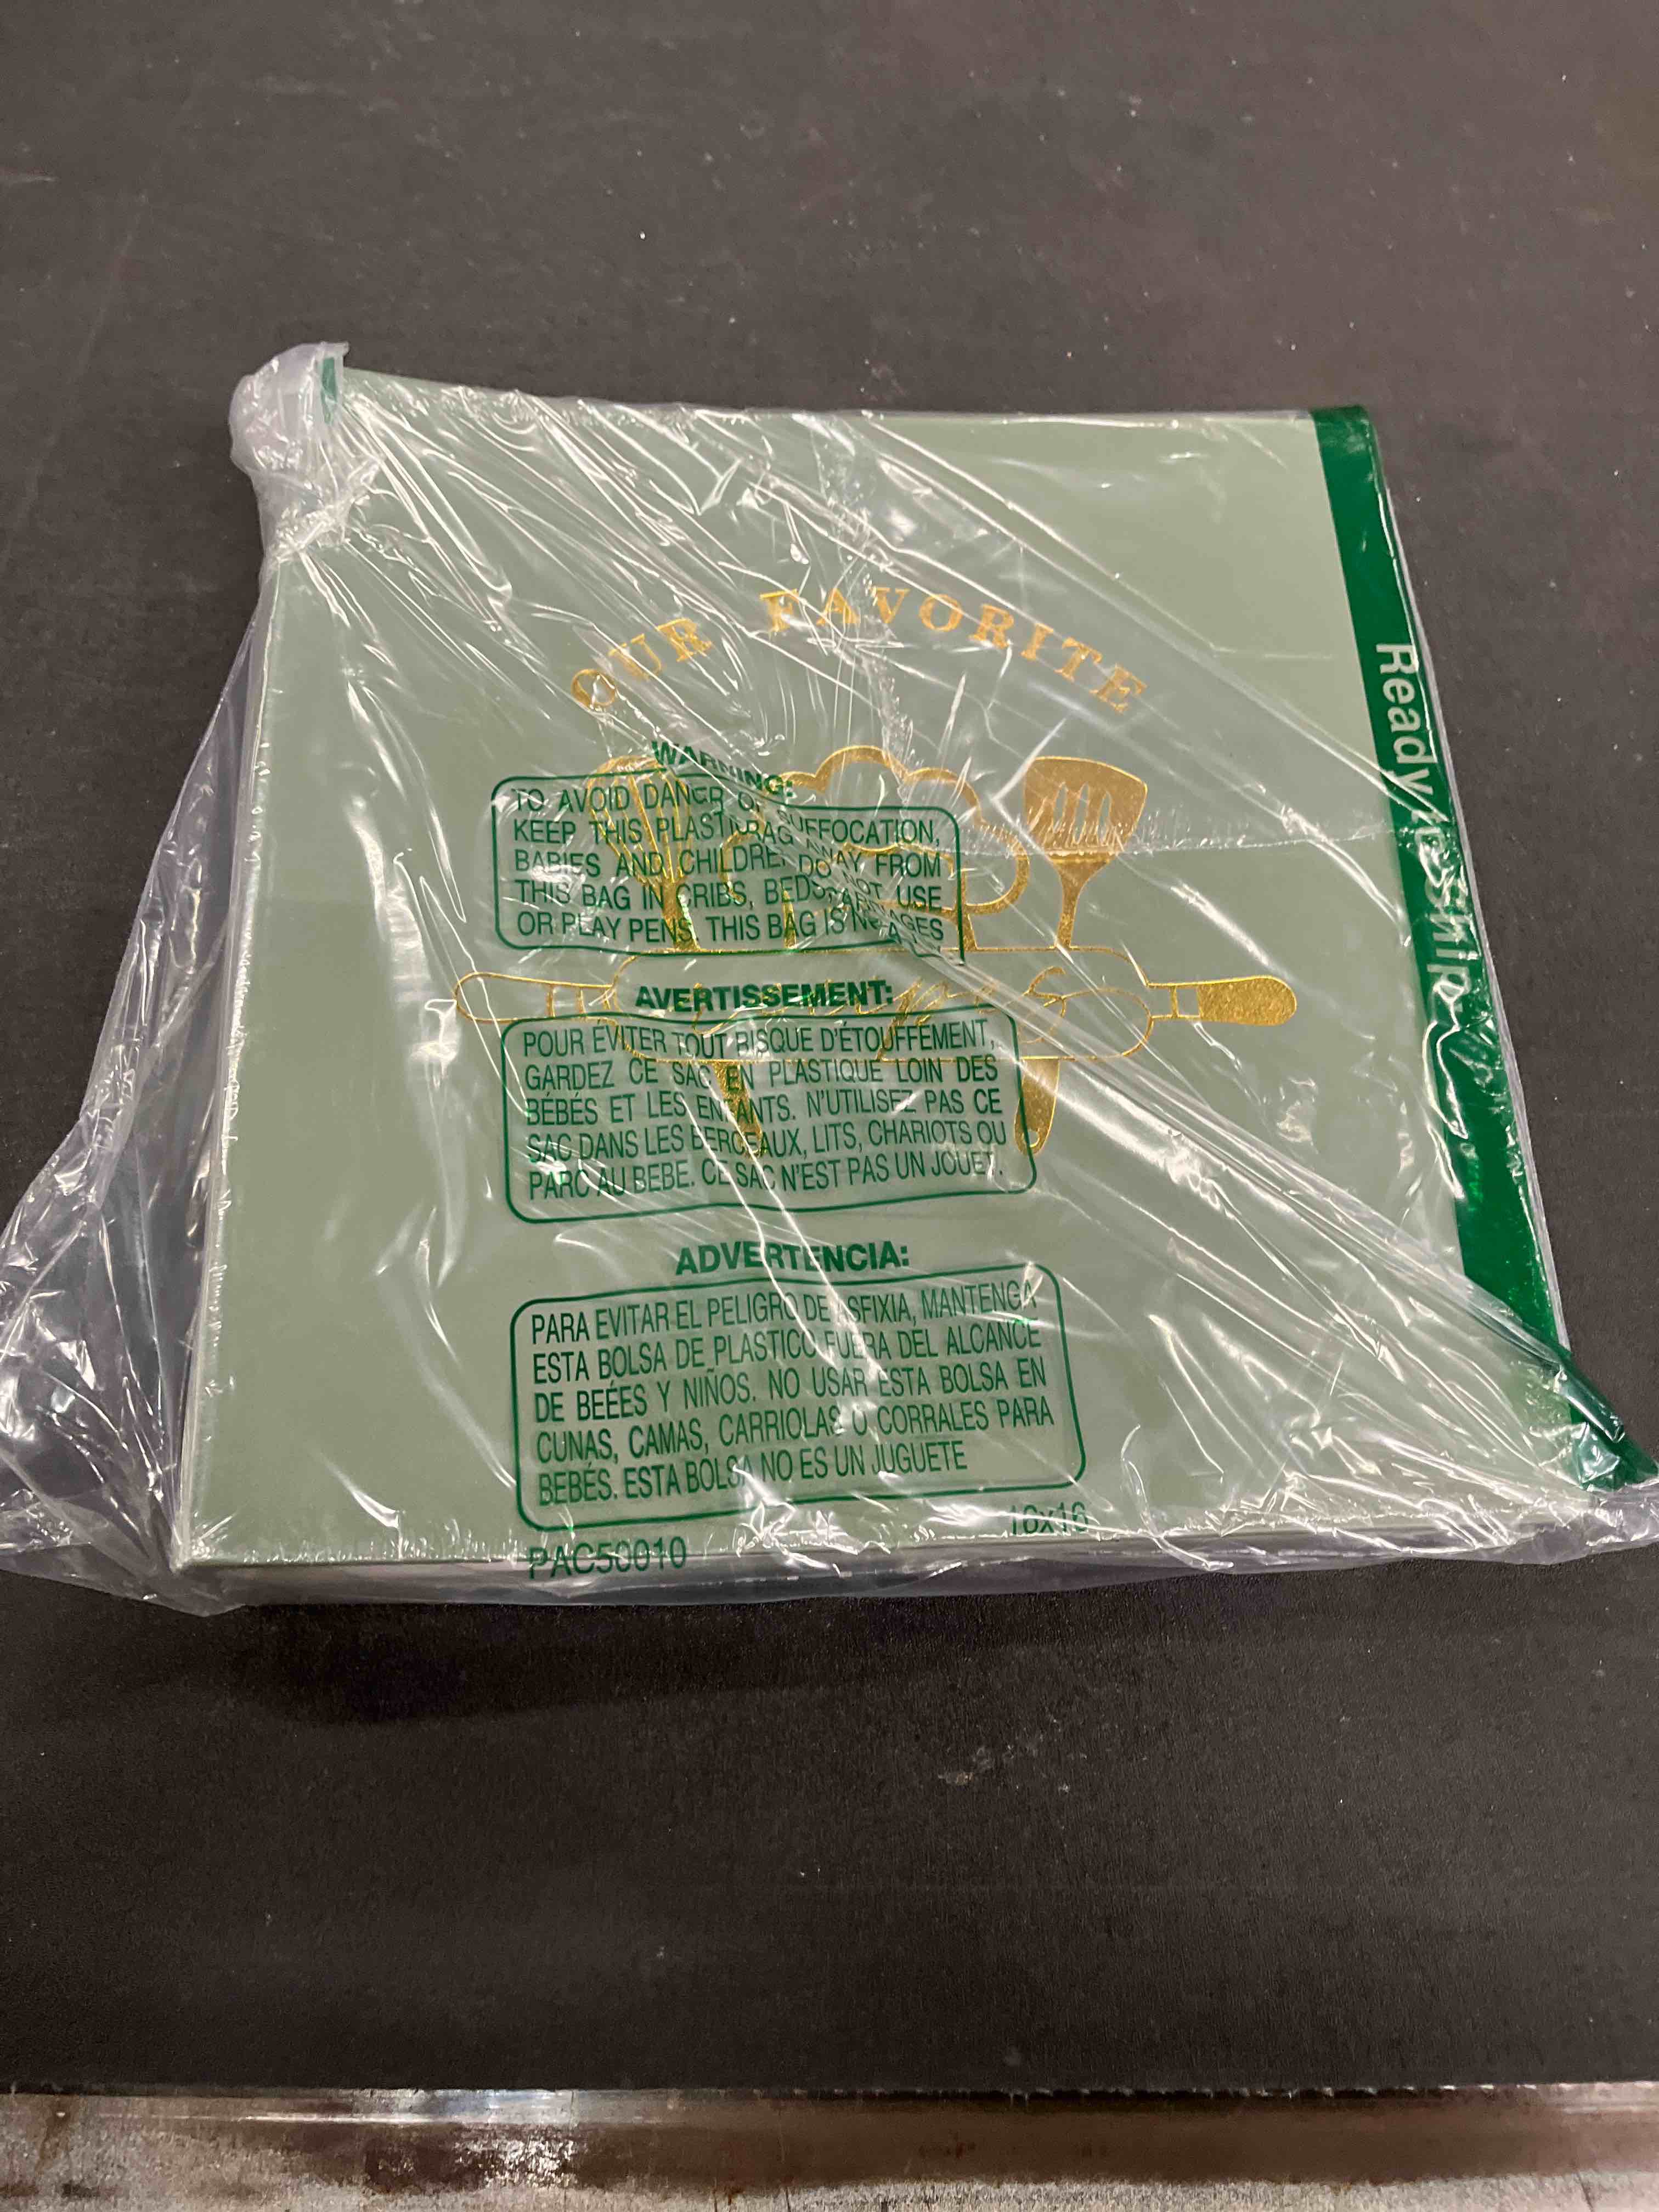 OUR FAVORITE
Ready2Ship
WARNING:
TO AVOID DANGER OF SUFFOCATION,
KEEP THIS PLASTIC BAG AWAY FROM
BABIES AND CHILDREN DO NOT USE
THIS BAG IN CRIBS, BEDS, CARRIAGES
OR PLAY PENS. THIS BAG IS
AVERTISSEMENT:
POUR ÉVITER TOUT RISQUE D'ÉTOUFFEMENT,
GARDEZ CE SAC EN PLASTIQUE LOIN DES
BÉBÉS ET LES ENFANTS. N'UTILISEZ PAS CE
SAC DANS LES BERCEAUX, LITS, CHARIOTS OU
PARC AU BEBE. CE SAC N'EST PAS UN JOUET.
ADVERTENCIA:
PARA EVITAR EL PELIGRO DE ASFIXIA, MANTENGA
ESTA BOLSA DE PLASTICO FUERA DEL ALCANCE
DE BEÉES Y NIÑOS. NO USAR ESTA BOLSA EN
CUNAS, CAMAS, CARRIOLAS O CORRALES PARA
BEBÉS. ESTA BOLSA NO ES UN JUGUETE
16x16
PAC50010